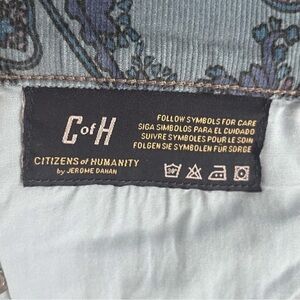 CofH
CITIZENS of HUMANITY
by JEROME DAHAN
FOLLOW SYMBOLS FOR CARE
SIGA SIMBOLOS PARA EL CUIDADO
SUIVRE SYMBOLES POUR LE SOIN
FOLGEN SIE SYMBOLEN FUR SORGE
30°